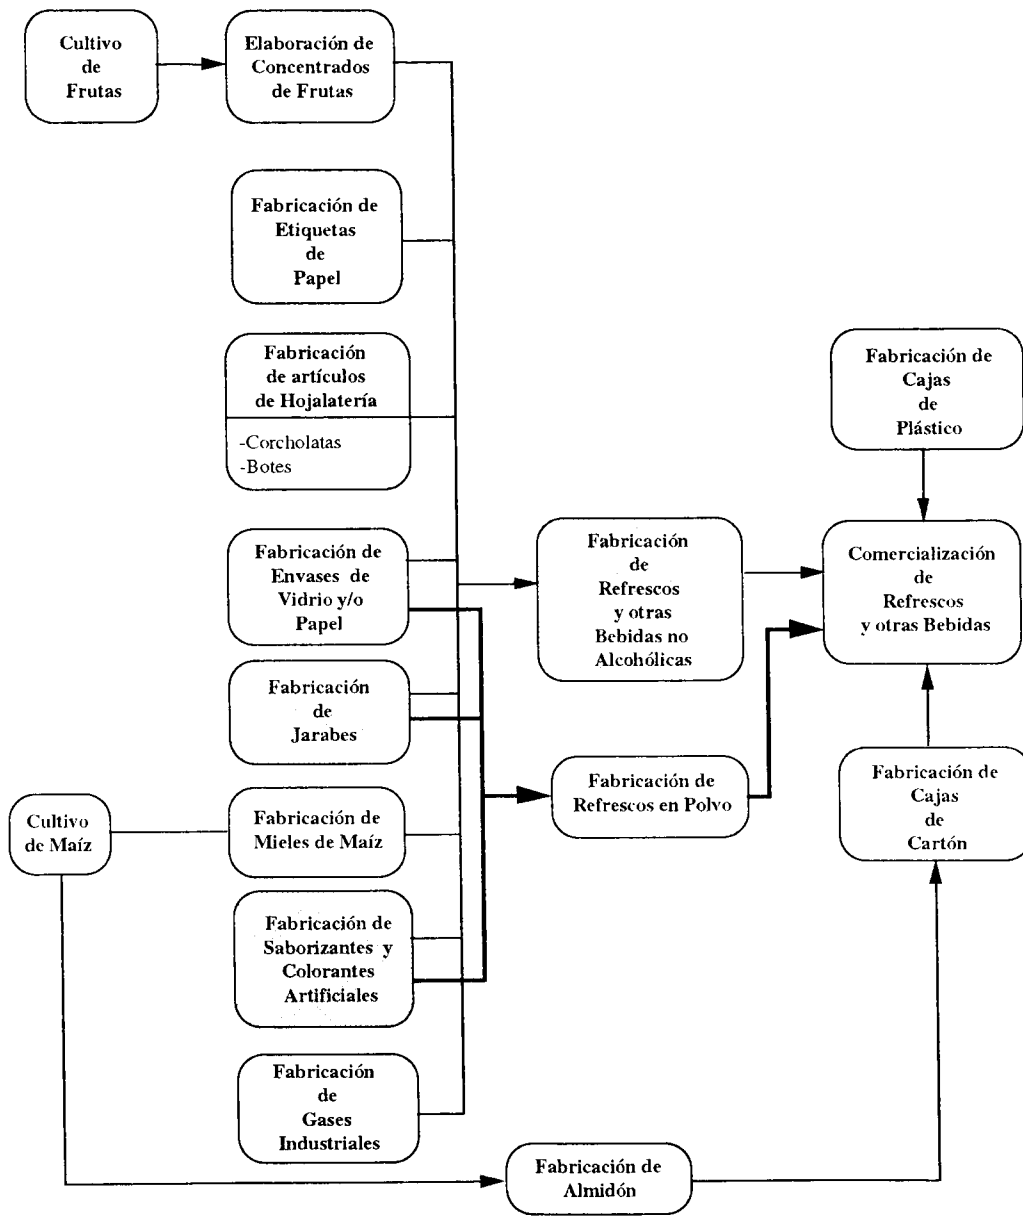 Cultivo
de
Frutas
Elaboración de
Concentrados
de Frutas
Fabricación de
Etiquetas
de
Papel
Fabricación
de artículos
de Hojalatería
-Corcholatas
-Botes
Fabricación de
Cajas
de
Plástico
Fabricación de
Envases de
Vidrio y/o
Papel
Fabricación
de
Refrescos
y otras
Bebidas no
Alcohólicas
Comercialización
de
Refrescos
y otras Bebidas
Fabricación
de
Jarabes
Fabricación de
Refrescos en Polvo
Fabricación de
Cajas
de
Cartón
Cultivo
de Maíz
Fabricación de
Mieles de Maíz
Fabricación de
Saborizantes y
Colorantes
Artificiales
Fabricación
de
Gases
Industriales
Fabricación de
Almidón